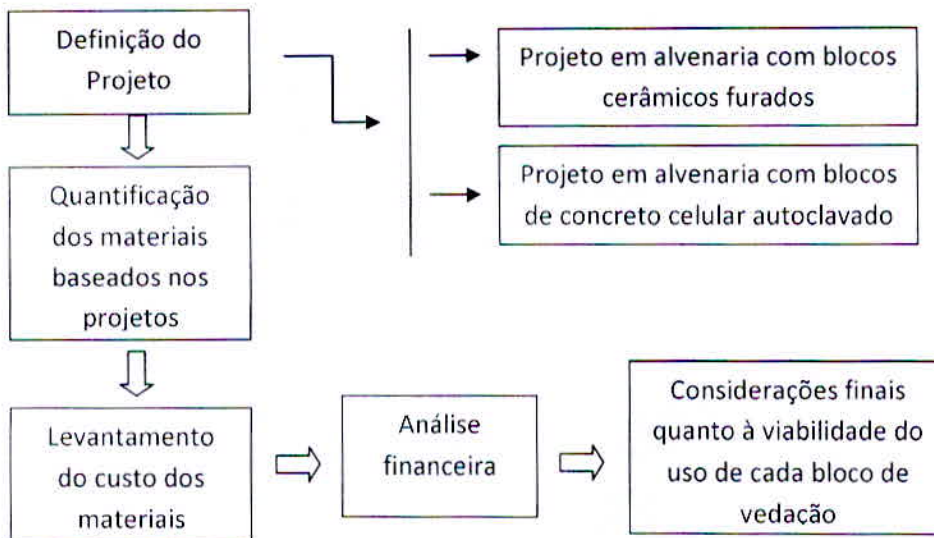 Definição do
Projeto
Projeto em alvenaria com blocos
cerâmicos furados
Projeto em alvenaria com blocos
de concreto celular autoclavado
Quantificação
dos materiais
baseados nos
projetos
Levantamento
do custo dos
materiais
Análise
financeira
Considerações finais
quanto à viabilidade do
uso de cada bloco de
vedação